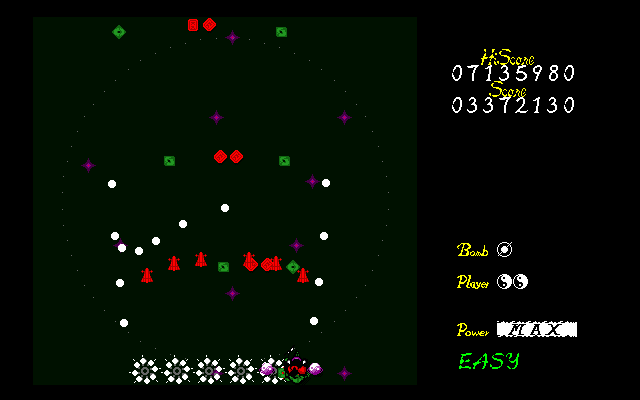 HiScore
07135980
Score
03372130
Bomb
Player
Power MAX
EASY